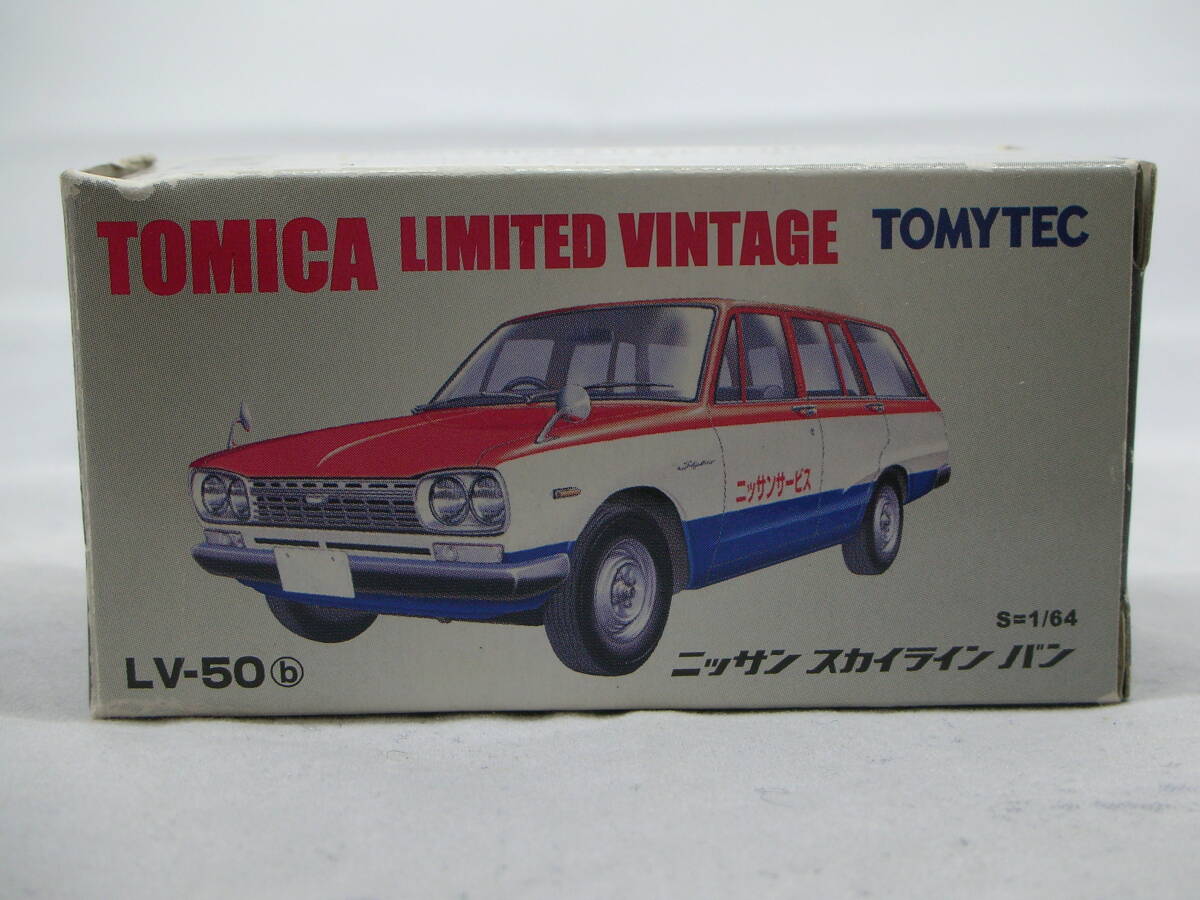 TOMICA LIMITED VINTAGE TOMYTEC
ニッサンサービス
S=1/64
LV-50ⓑ
ニッサン スカイライン バン